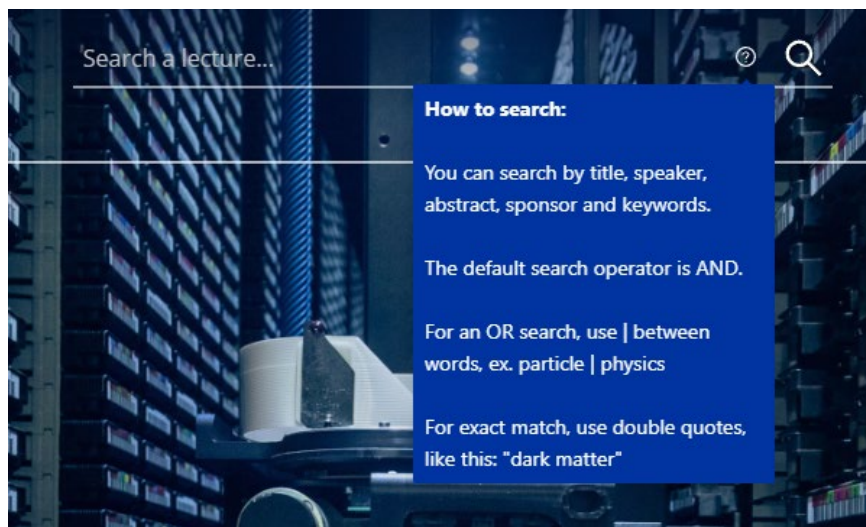 Search a lecture...
How to search:
You can search by title, speaker,
abstract, sponsor and keywords.
The default search operator is AND.
For an OR search, use | between
words, ex. particle | physics
For exact match, use double quotes,
like this: "dark matter"